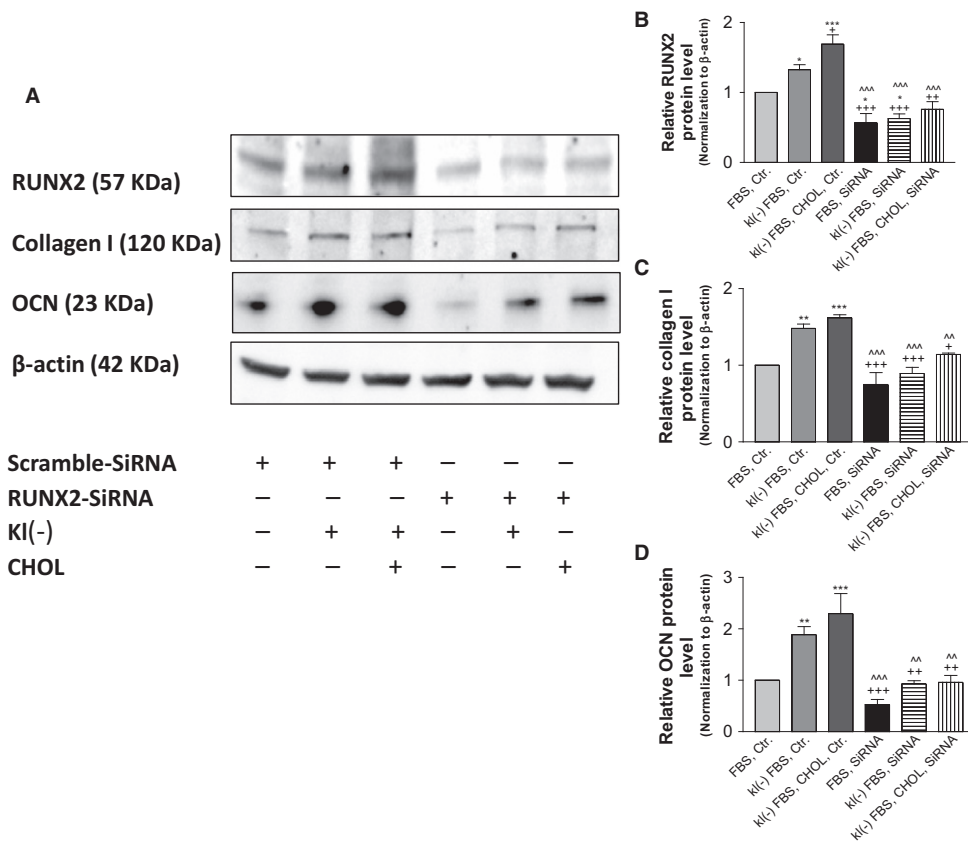 A
RUNX2 (57 KDa)
Collagen I (120 KDa)
OCN (23 KDa)
β-actin (42 KDa)
Scramble-SiRNA + + + – – –
RUNX2-SiRNA – – – + + +
Kl(-) – + + – + +
CHOL – – + – – +
B
Relative RUNX2
protein level
(Normalization to β-actin)
2
1
0
*
***
+
^^^
*
+++
^^^
*
+++
^^^
++
FBS, Ctr.
kl(-) FBS, Ctr.
kl(-) FBS, CHOL, Ctr.
FBS, SiRNA
kl(-) FBS, SiRNA
kl(-) FBS, CHOL, SiRNA
C
Relative collagen I
protein level
(Normalization to β-actin)
2
1
0
**
***
^^^
+++
^^^
+++
^^
+
FBS, Ctr.
kl(-) FBS, Ctr.
kl(-) FBS, CHOL, Ctr.
FBS, SiRNA
kl(-) FBS, SiRNA
kl(-) FBS, CHOL, SiRNA
D
Relative OCN protein
level
(Normalization to β-actin)
3
2
1
0
**
***
^^^
+++
^^
++
^^
++
FBS, Ctr.
kl(-) FBS, Ctr.
kl(-) FBS, CHOL, Ctr.
FBS, SiRNA
kl(-) FBS, SiRNA
kl(-) FBS, CHOL, SiRNA